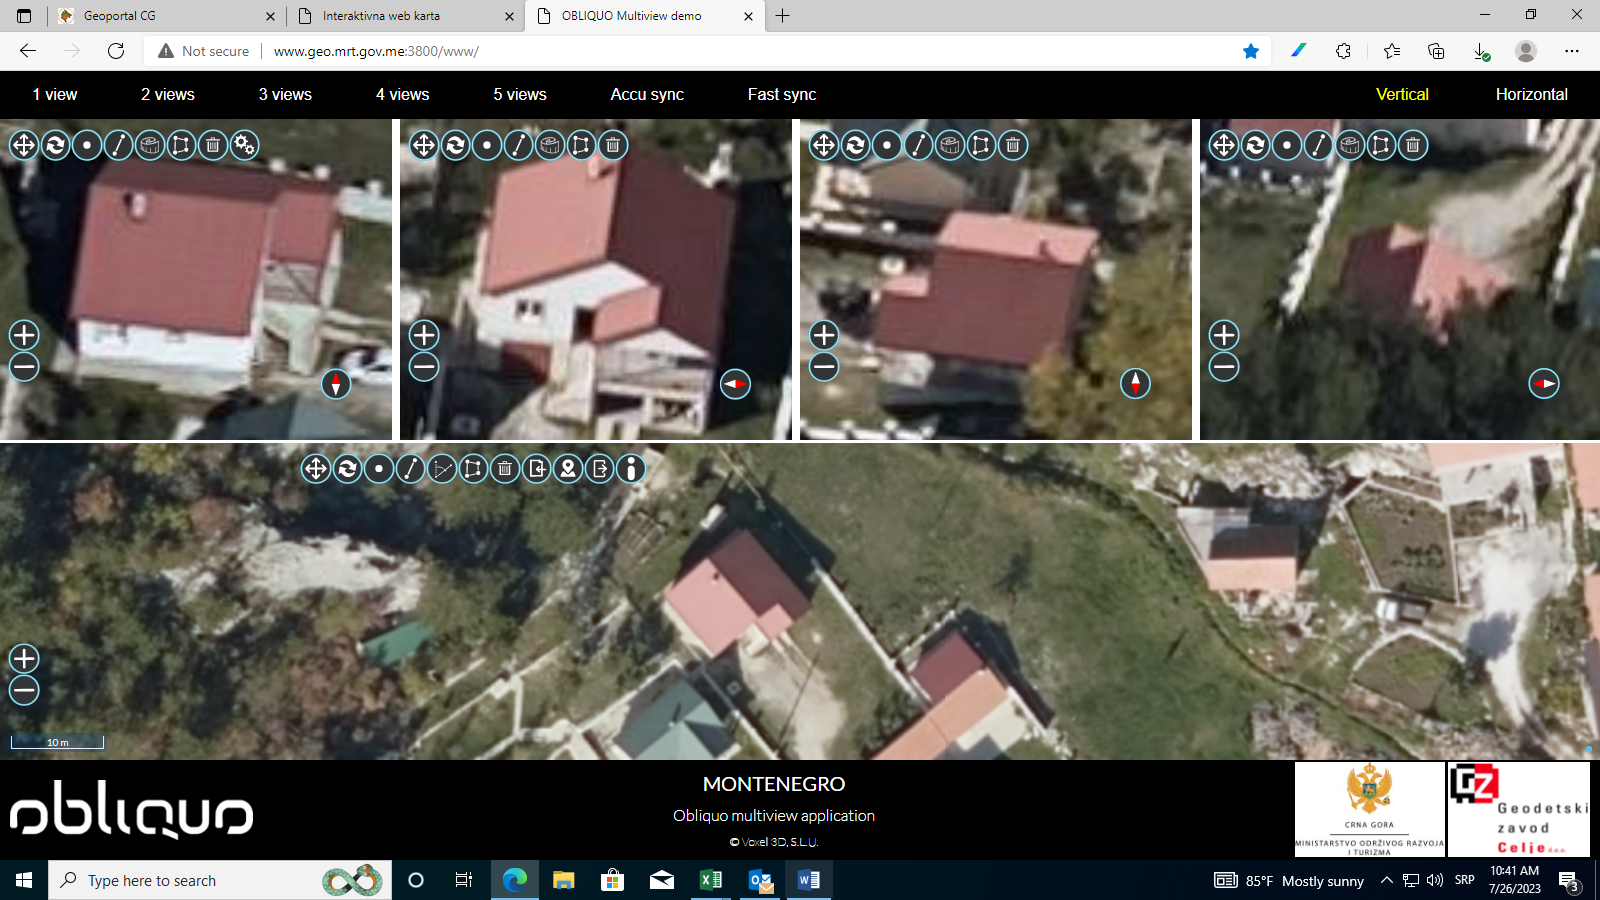 Geoportal CG
Interaktivna web karta
OBLIQUO Multiview demo
Not secure
www.geo.mrt.gov.me:3800/www/
1 view
2 views
3 views
4 views
5 views
Accu sync
Fast sync
Vertical
Horizontal
10 m
obliquo
MONTENEGRO
Obliquo multiview application
© Voxel 3D, S.L.U.
CRNA GORA
MINISTARSTVO ODRŽIVOG RAZVOJA
I TURIZMA
GZ
Geodetski
zavod
Celje d.o.o.
Type here to search
85°F Mostly sunny
SRP
10:41 AM
7/26/2023
3